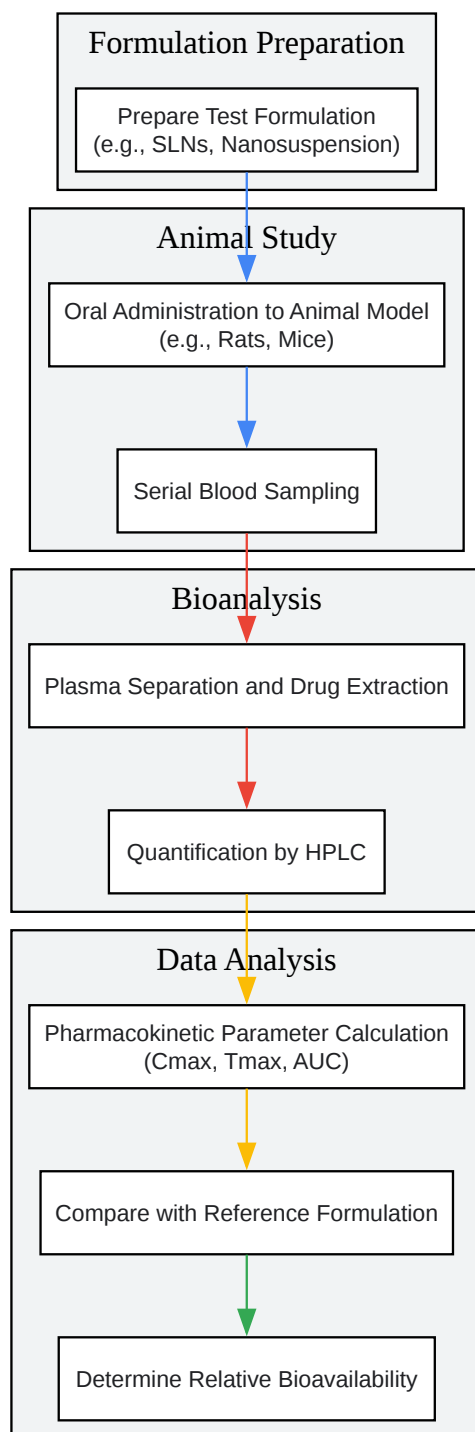 Formulation Preparation
Prepare Test Formulation
(e.g., SLNs, Nanosuspension)
Animal Study
Oral Administration to Animal Model
(e.g., Rats, Mice)
Serial Blood Sampling
Bioanalysis
Plasma Separation and Drug Extraction
Quantification by HPLC
Data Analysis
Pharmacokinetic Parameter Calculation
(Cmax, Tmax, AUC)
Compare with Reference Formulation
Determine Relative Bioavailability